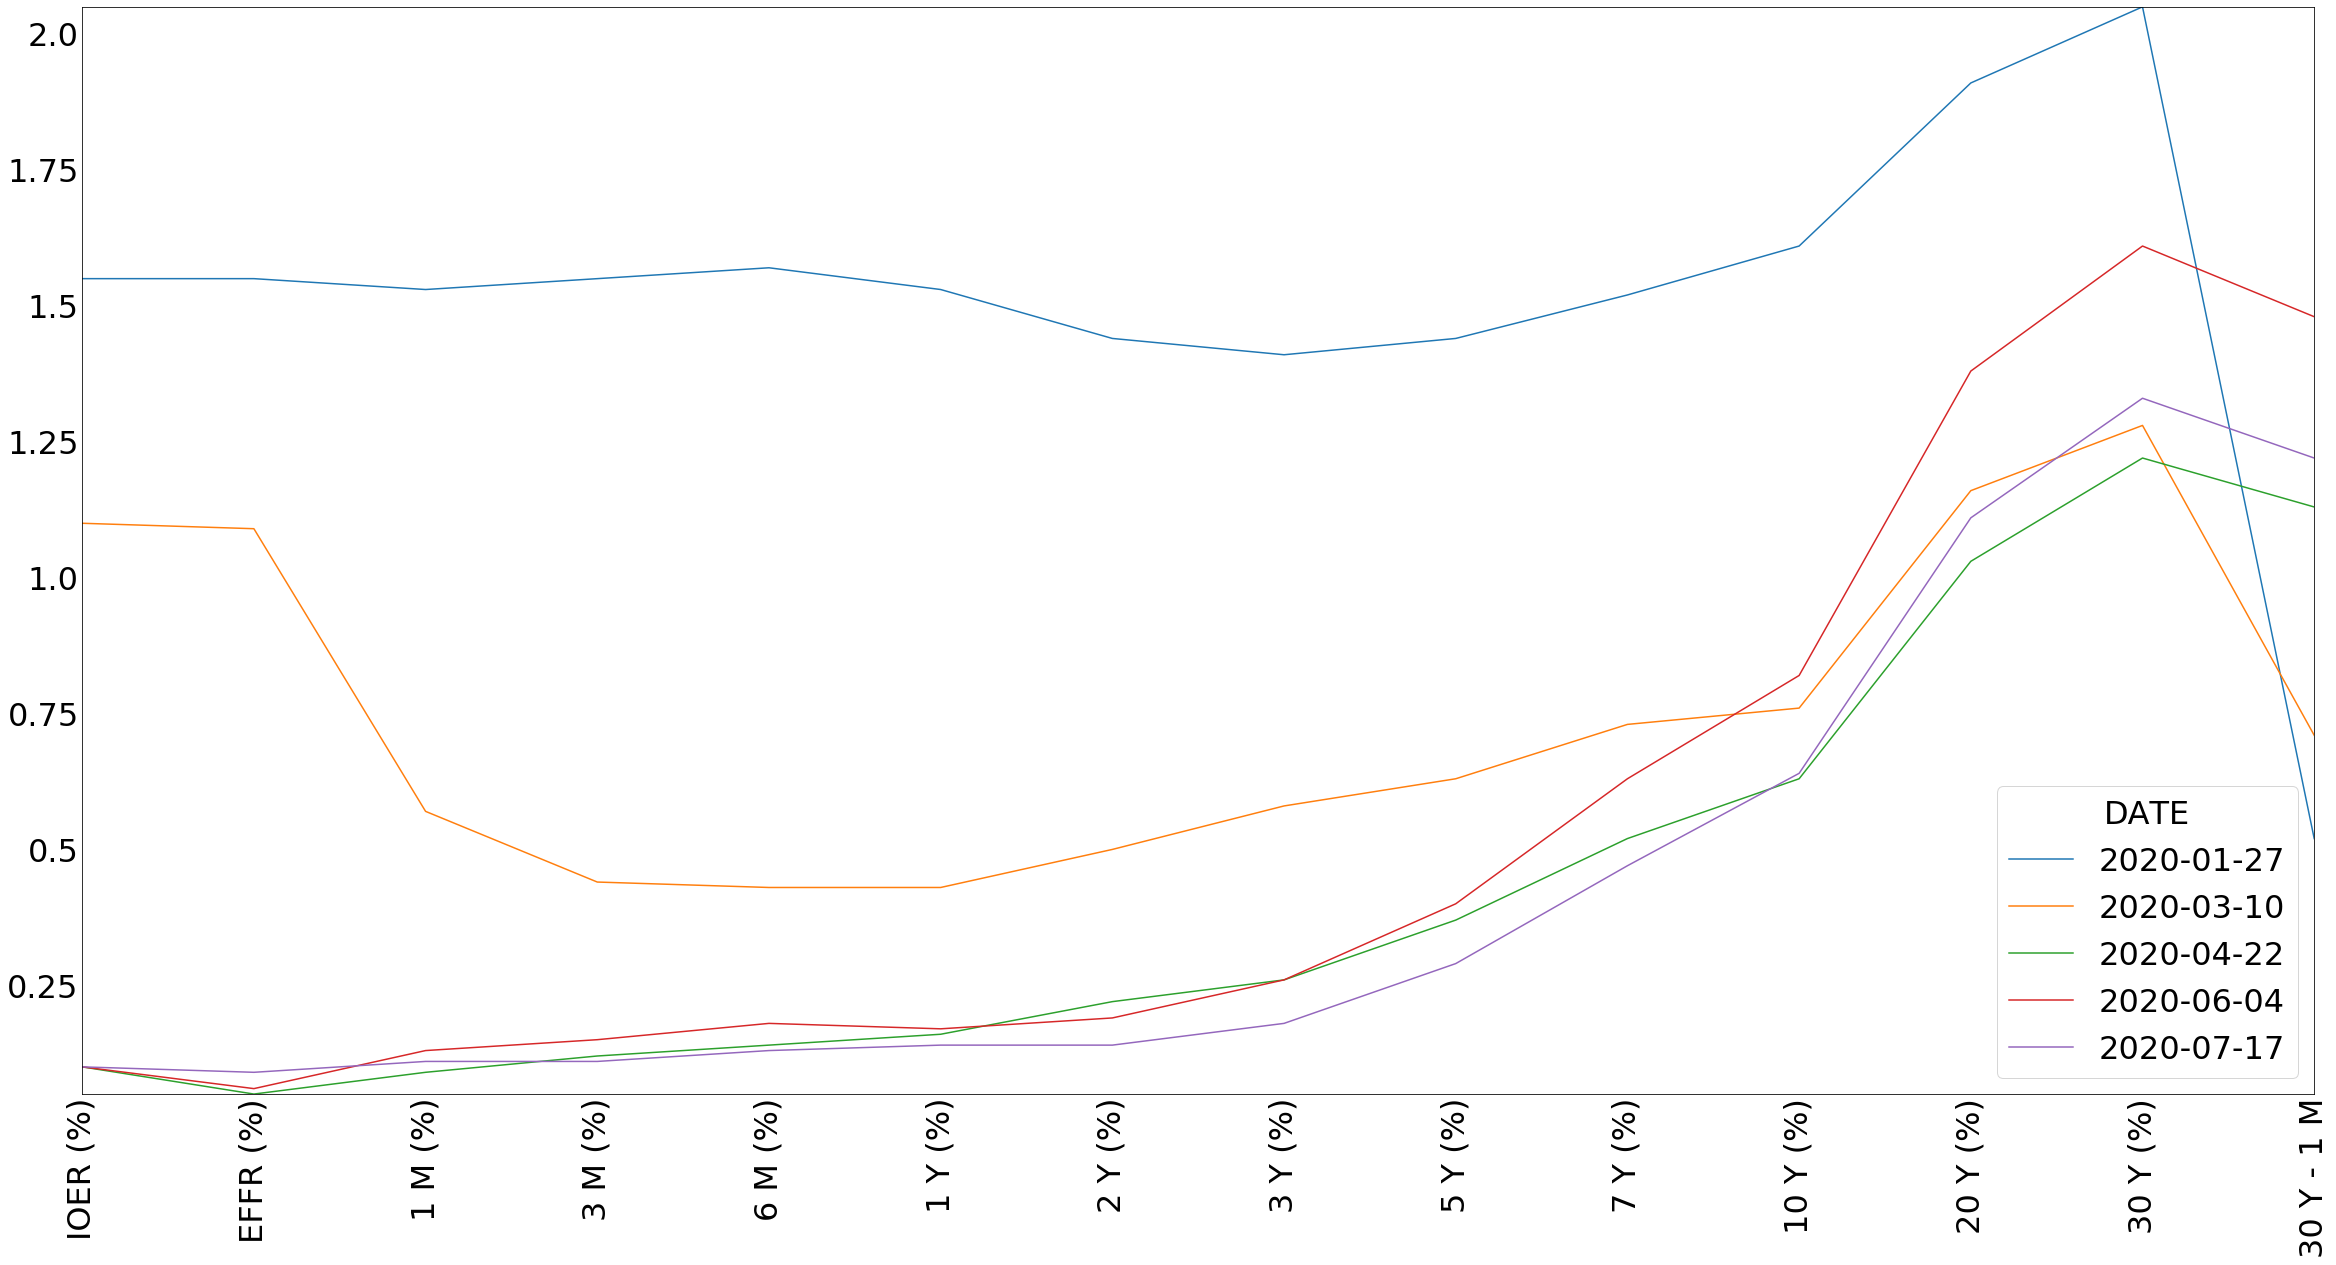 2.0
1.75
1.5
1.25
1.0
0.75
0.5
0.25
DATE
2020-01-27
2020-03-10
2020-04-22
2020-06-04
2020-07-17
IOER (%)
EFFR (%)
1 M (%)
3 M (%)
6 M (%)
1 Y (%)
2 Y (%)
3 Y (%)
5 Y (%)
7 Y (%)
10 Y (%)
20 Y (%)
30 Y (%)
30 Y - 1 M